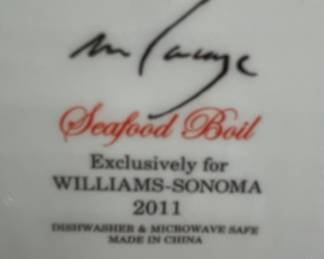 Seafood Boil
Exclusively for
WILLIAMS-SONOMA
2011
DISHWASHER & MICROWAVE SAFE
MADE IN CHINA